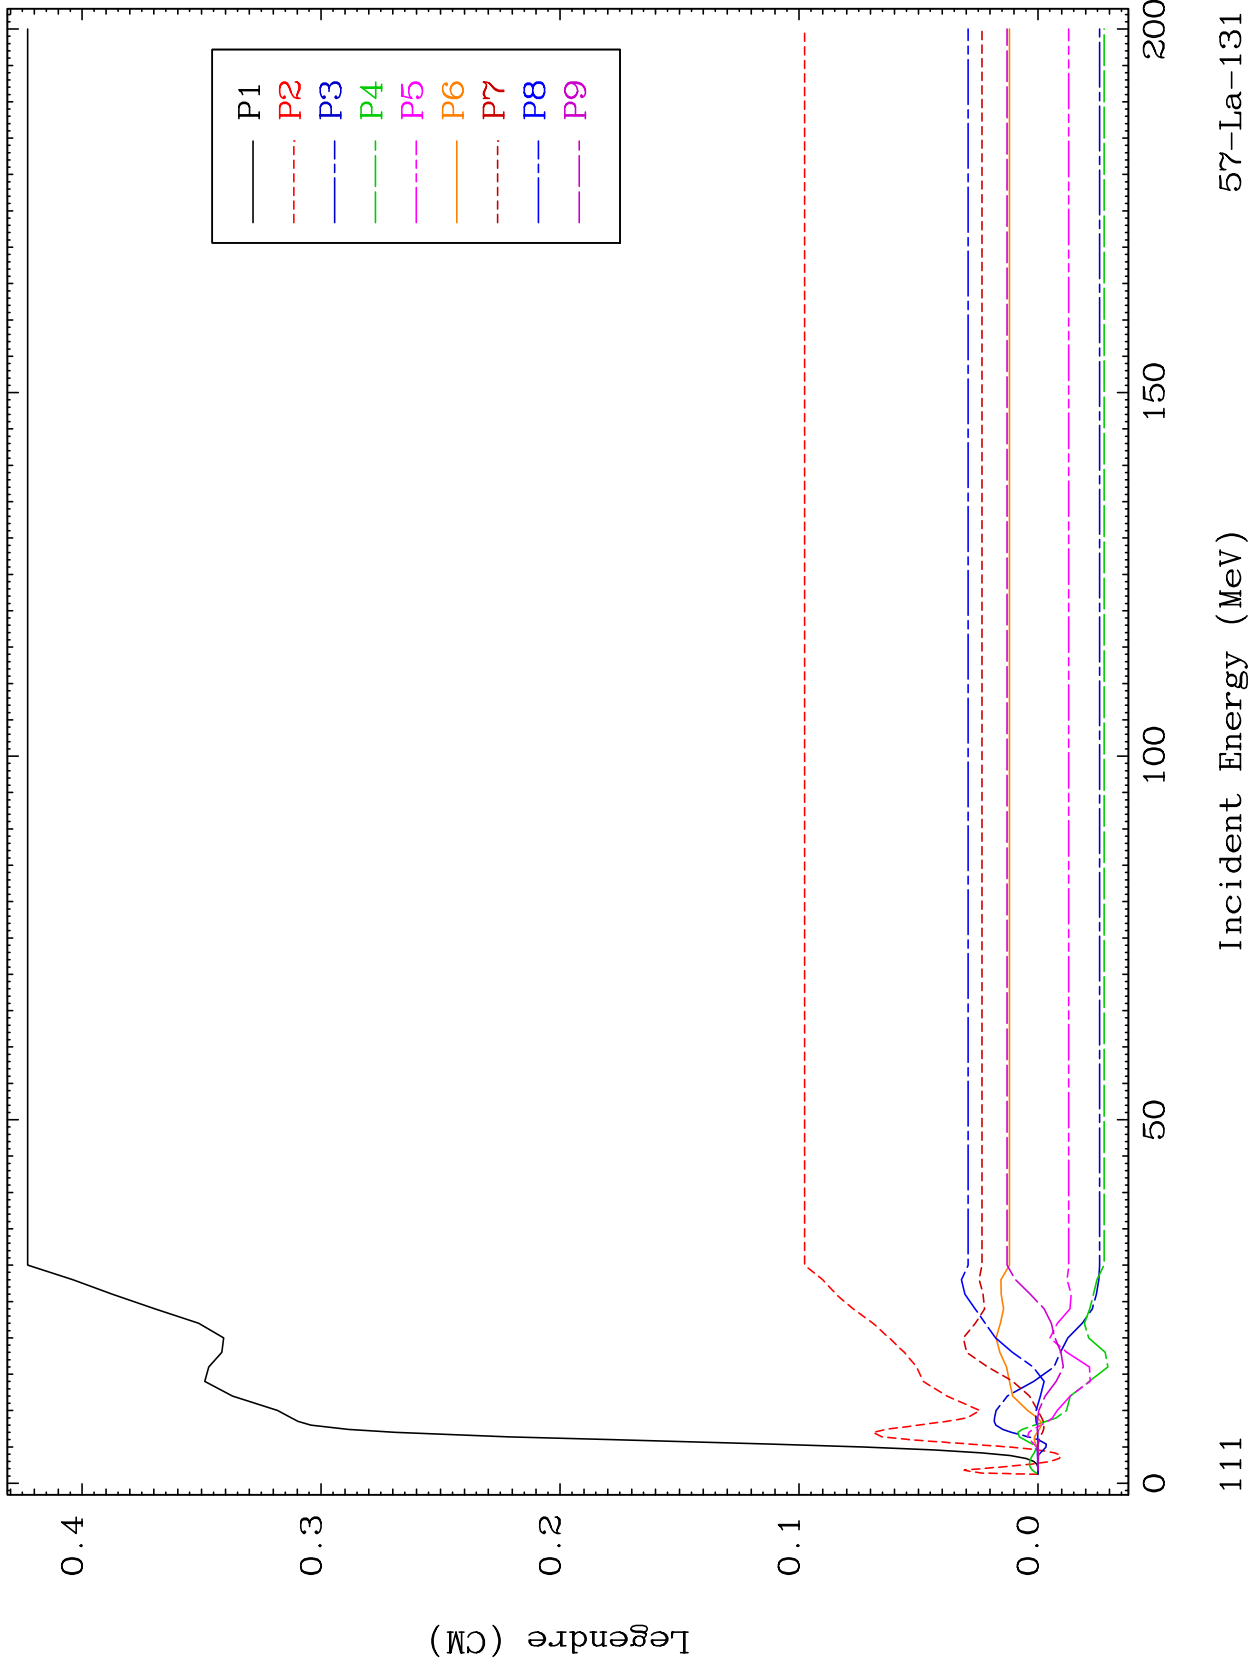 P1
P2
P3
P4
P5
P6
P7
P8
P9
0.4
0.3
0.2
0.1
0.0
Legendre (CM)
0
50
100
150
200
111
Incident Energy (MeV)
57-La-131